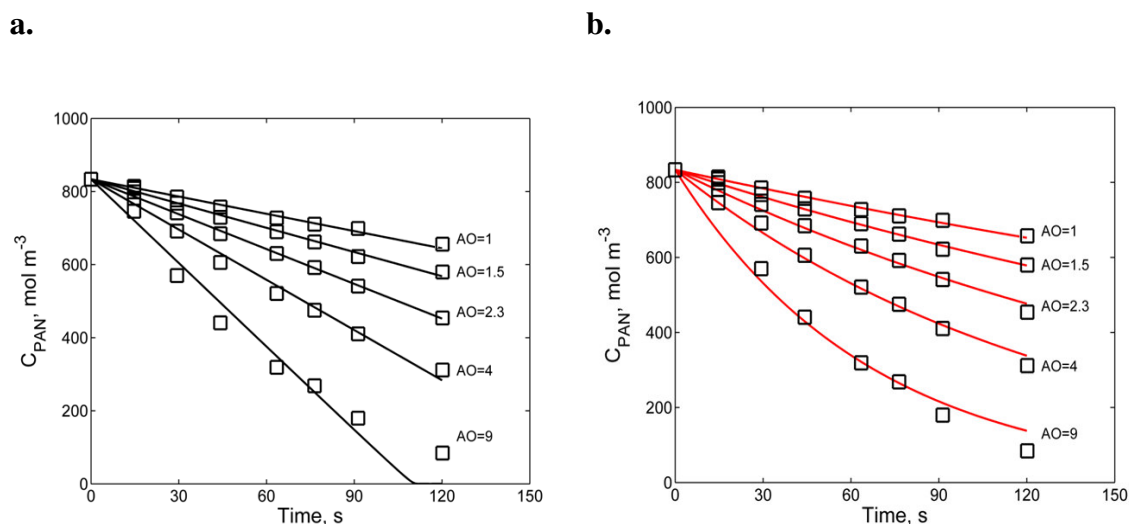 a.
1000
800
600
400
200
0
C_PAN, mol m⁻³
AO=1
AO=1.5
AO=2.3
AO=4
AO=9
0 30 60 90 120 150
Time, s
b.
1000
800
600
400
200
0
C_PAN, mol m⁻³
AO=1
AO=1.5
AO=2.3
AO=4
AO=9
0 30 60 90 120 150
Time, s